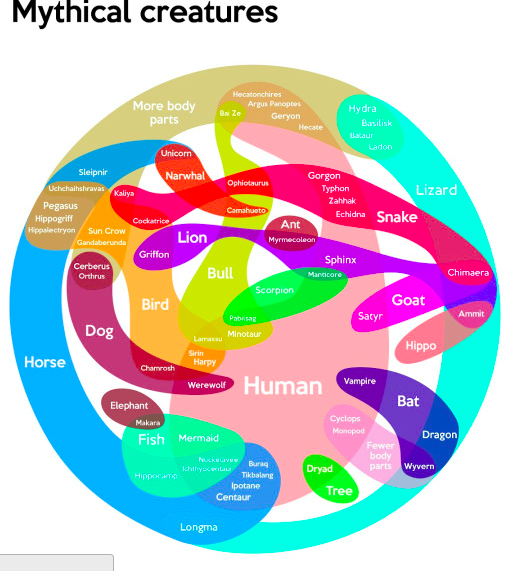 Mythical creatures
Hecatonchires
Argus Panoptes
Bai Ze
Geryon
Hecate
More body
parts
Hydra
Basilisk
Balaur
Ladon
Unicorn
Narwhal
Sleipnir
Uchchaihshravas
Pegasus
Hippogriff
Hippalectryon
Kaliya
Cockatrice
Ophiotaurus
Camahueto
Gorgon
Typhon
Zahhak
Echidna
Snake
Lizard
Sun Crow
Gandaberunda
Lion
Griffon
Ant
Myrmecoleon
Sphinx
Chimaera
Cerberus
Orthrus
Bull
Manticore
Scorpion
Pabilsag
Goat
Satyr
Ammit
Hippo
Bird
Dog
Lamassu
Minotaur
Sirin
Harpy
Chamrosh
Werewolf
Horse
Human
Vampire
Bat
Dragon
Wyvern
Elephant
Makara
Fish
Mermaid
Nuckelavee
Ichthyocentaur
Hippocamp
Buraq
Tikbalang
Ipotane
Centaur
Cyclops
Monopod
Fewer
body
parts
Dryad
Tree
Longma